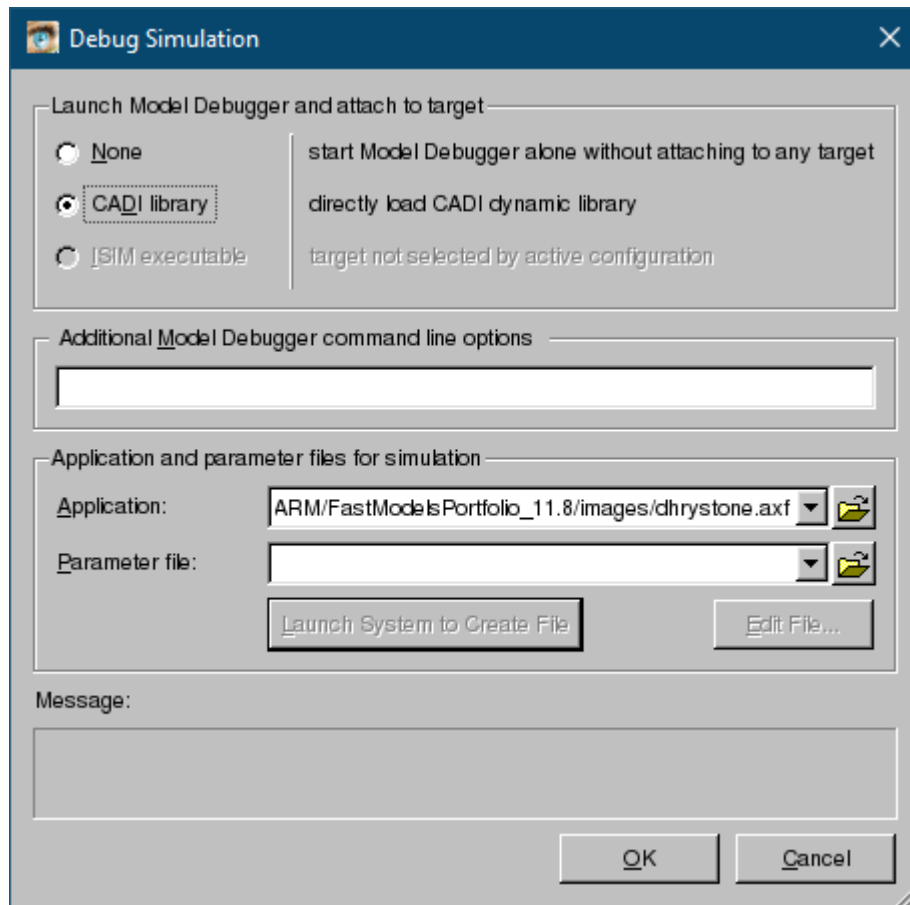 Debug Simulation
Launch Model Debugger and attach to target
None start Model Debugger alone without attaching to any target
CADI library directly load CADI dynamic library
ISIM executable target not selected by active configuration
Additional Model Debugger command line options
Application and parameter files for simulation
Application: ARM/FastModelsPortfolio_11.8/images/dhrystone.axf
Parameter file:
Launch System to Create File Edit File...
Message:
OK Cancel